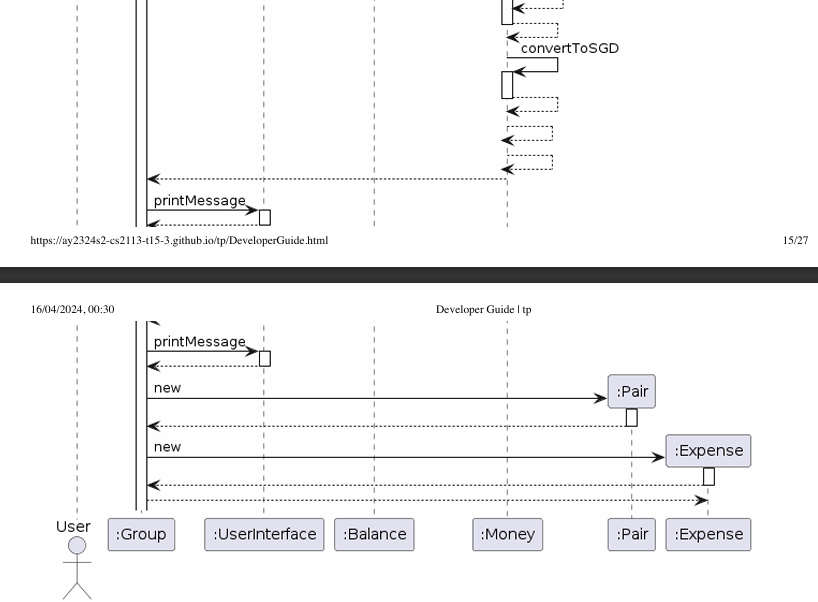 convertToSGD
printMessage
https://ay2324s2-cs2113-t15-3.github.io/tp/DeveloperGuide.html 15/27
16/04/2024, 00:30 Developer Guide | tp
printMessage
new
:Pair
new
:Expense
User
:Group :UserInterface :Balance :Money :Pair :Expense